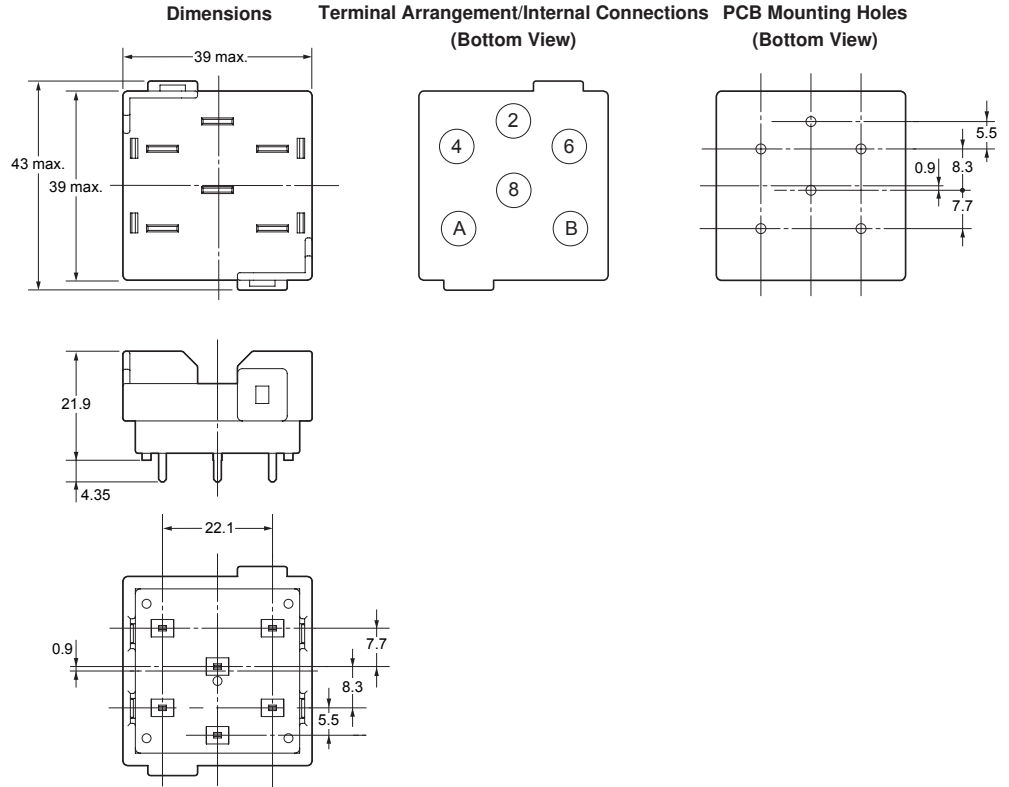 Dimensions
Terminal Arrangement/Internal Connections
(Bottom View)
PCB Mounting Holes
(Bottom View)
39 max.
43 max.
39 max.
2
4
6
8
A
B
5.5
0.9
8.3
7.7
21.9
4.35
22.1
0.9
7.7
8.3
5.5